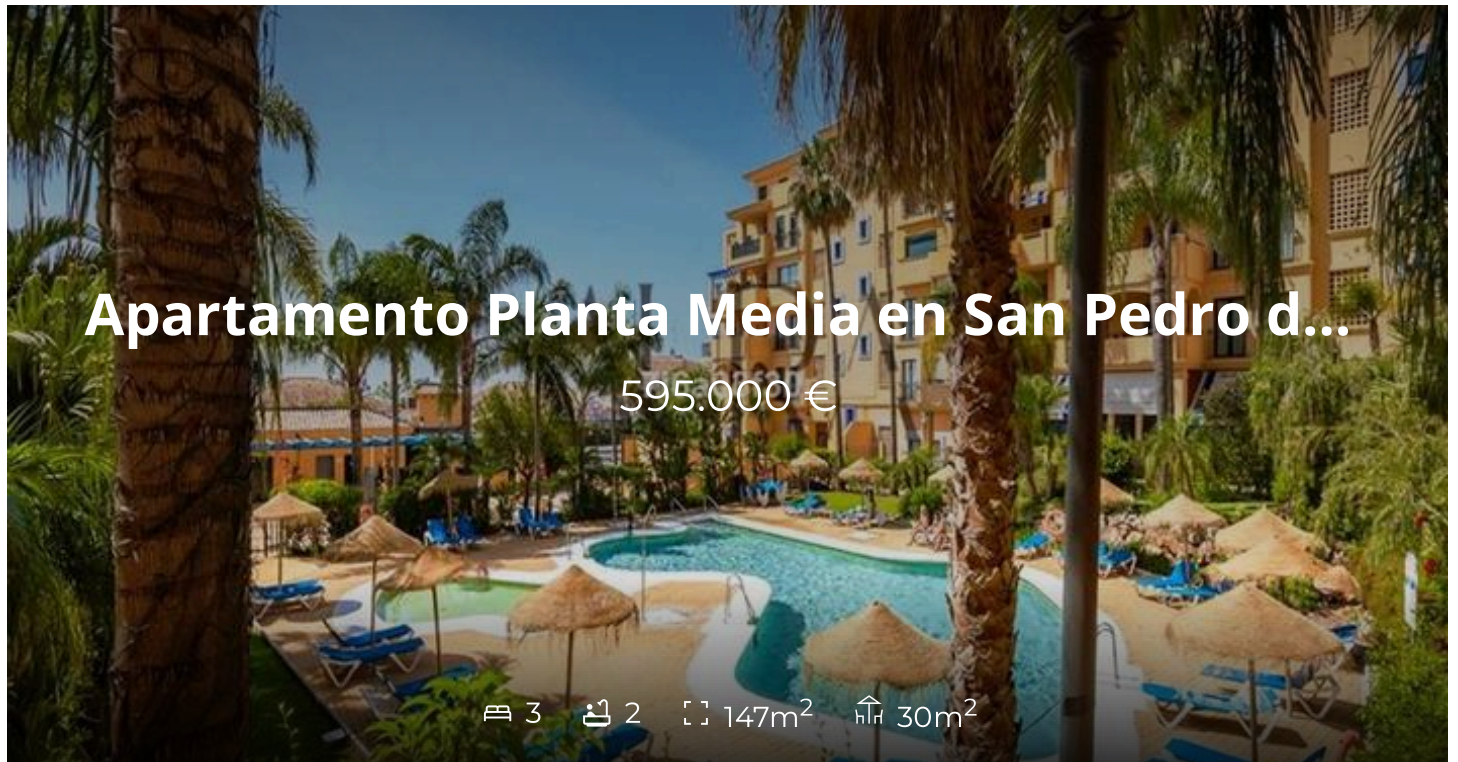 Apartamento Planta Media en San Pedro d...
595.000 €
3 2 147m² 30m²